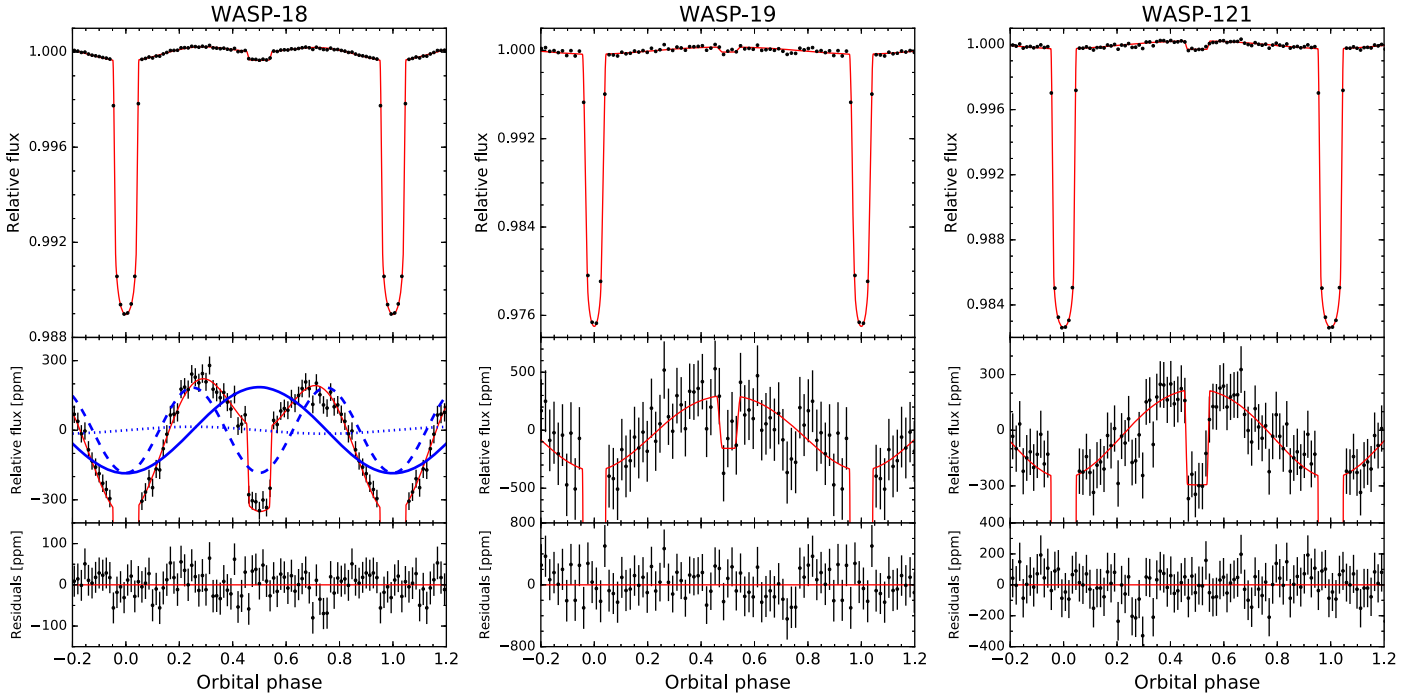 WASP-18
WASP-19
WASP-121
Relative flux
1.000
0.996
0.992
0.988
Relative flux
1.000
0.992
0.984
0.976
Relative flux
1.000
0.996
0.992
0.988
0.984
Relative flux [ppm]
300
0
−300
Relative flux [ppm]
500
0
−500
Relative flux [ppm]
300
0
−300
Residuals [ppm]
100
0
−100
Residuals [ppm]
800
0
−800
Residuals [ppm]
400
200
0
−200
−400
−0.2 0.0 0.2 0.4 0.6 0.8 1.0 1.2
−0.2 0.0 0.2 0.4 0.6 0.8 1.0 1.2
−0.2 0.0 0.2 0.4 0.6 0.8 1.0 1.2
Orbital phase
Orbital phase
Orbital phase